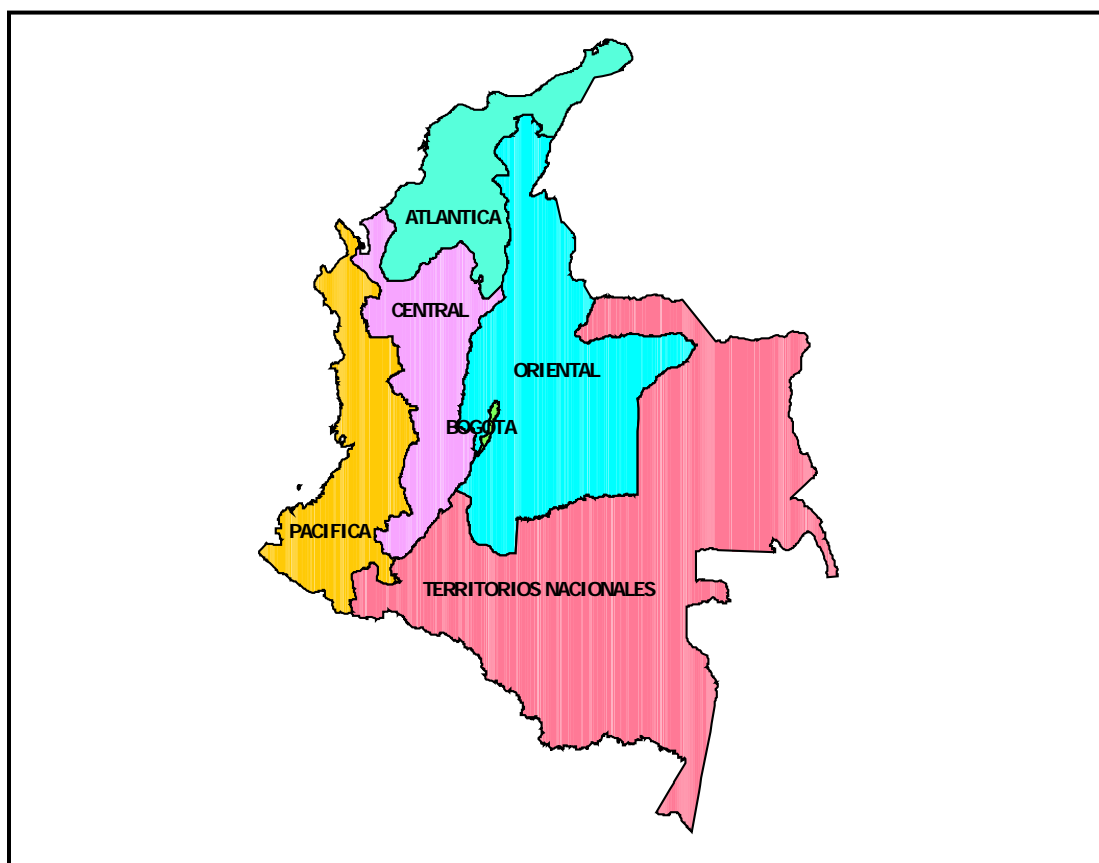 ATLANTICA
CENTRAL
ORIENTAL
BOGOTA
PACIFICA
TERRITORIOS NACIONALES